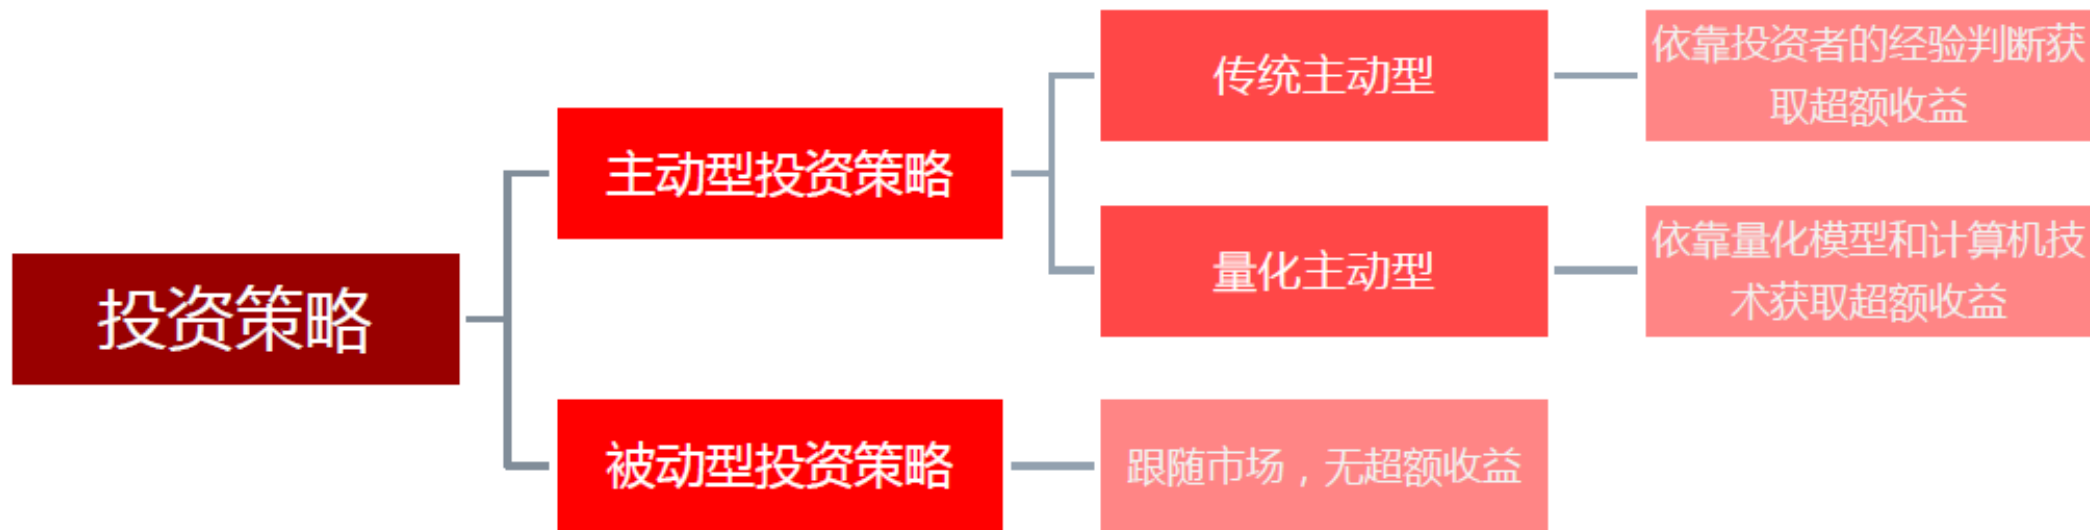 投资策略
主动型投资策略
传统主动型
依靠投资者的经验判断获
取超额收益
量化主动型
依靠量化模型和计算机技
术获取超额收益
被动型投资策略
跟随市场，无超额收益